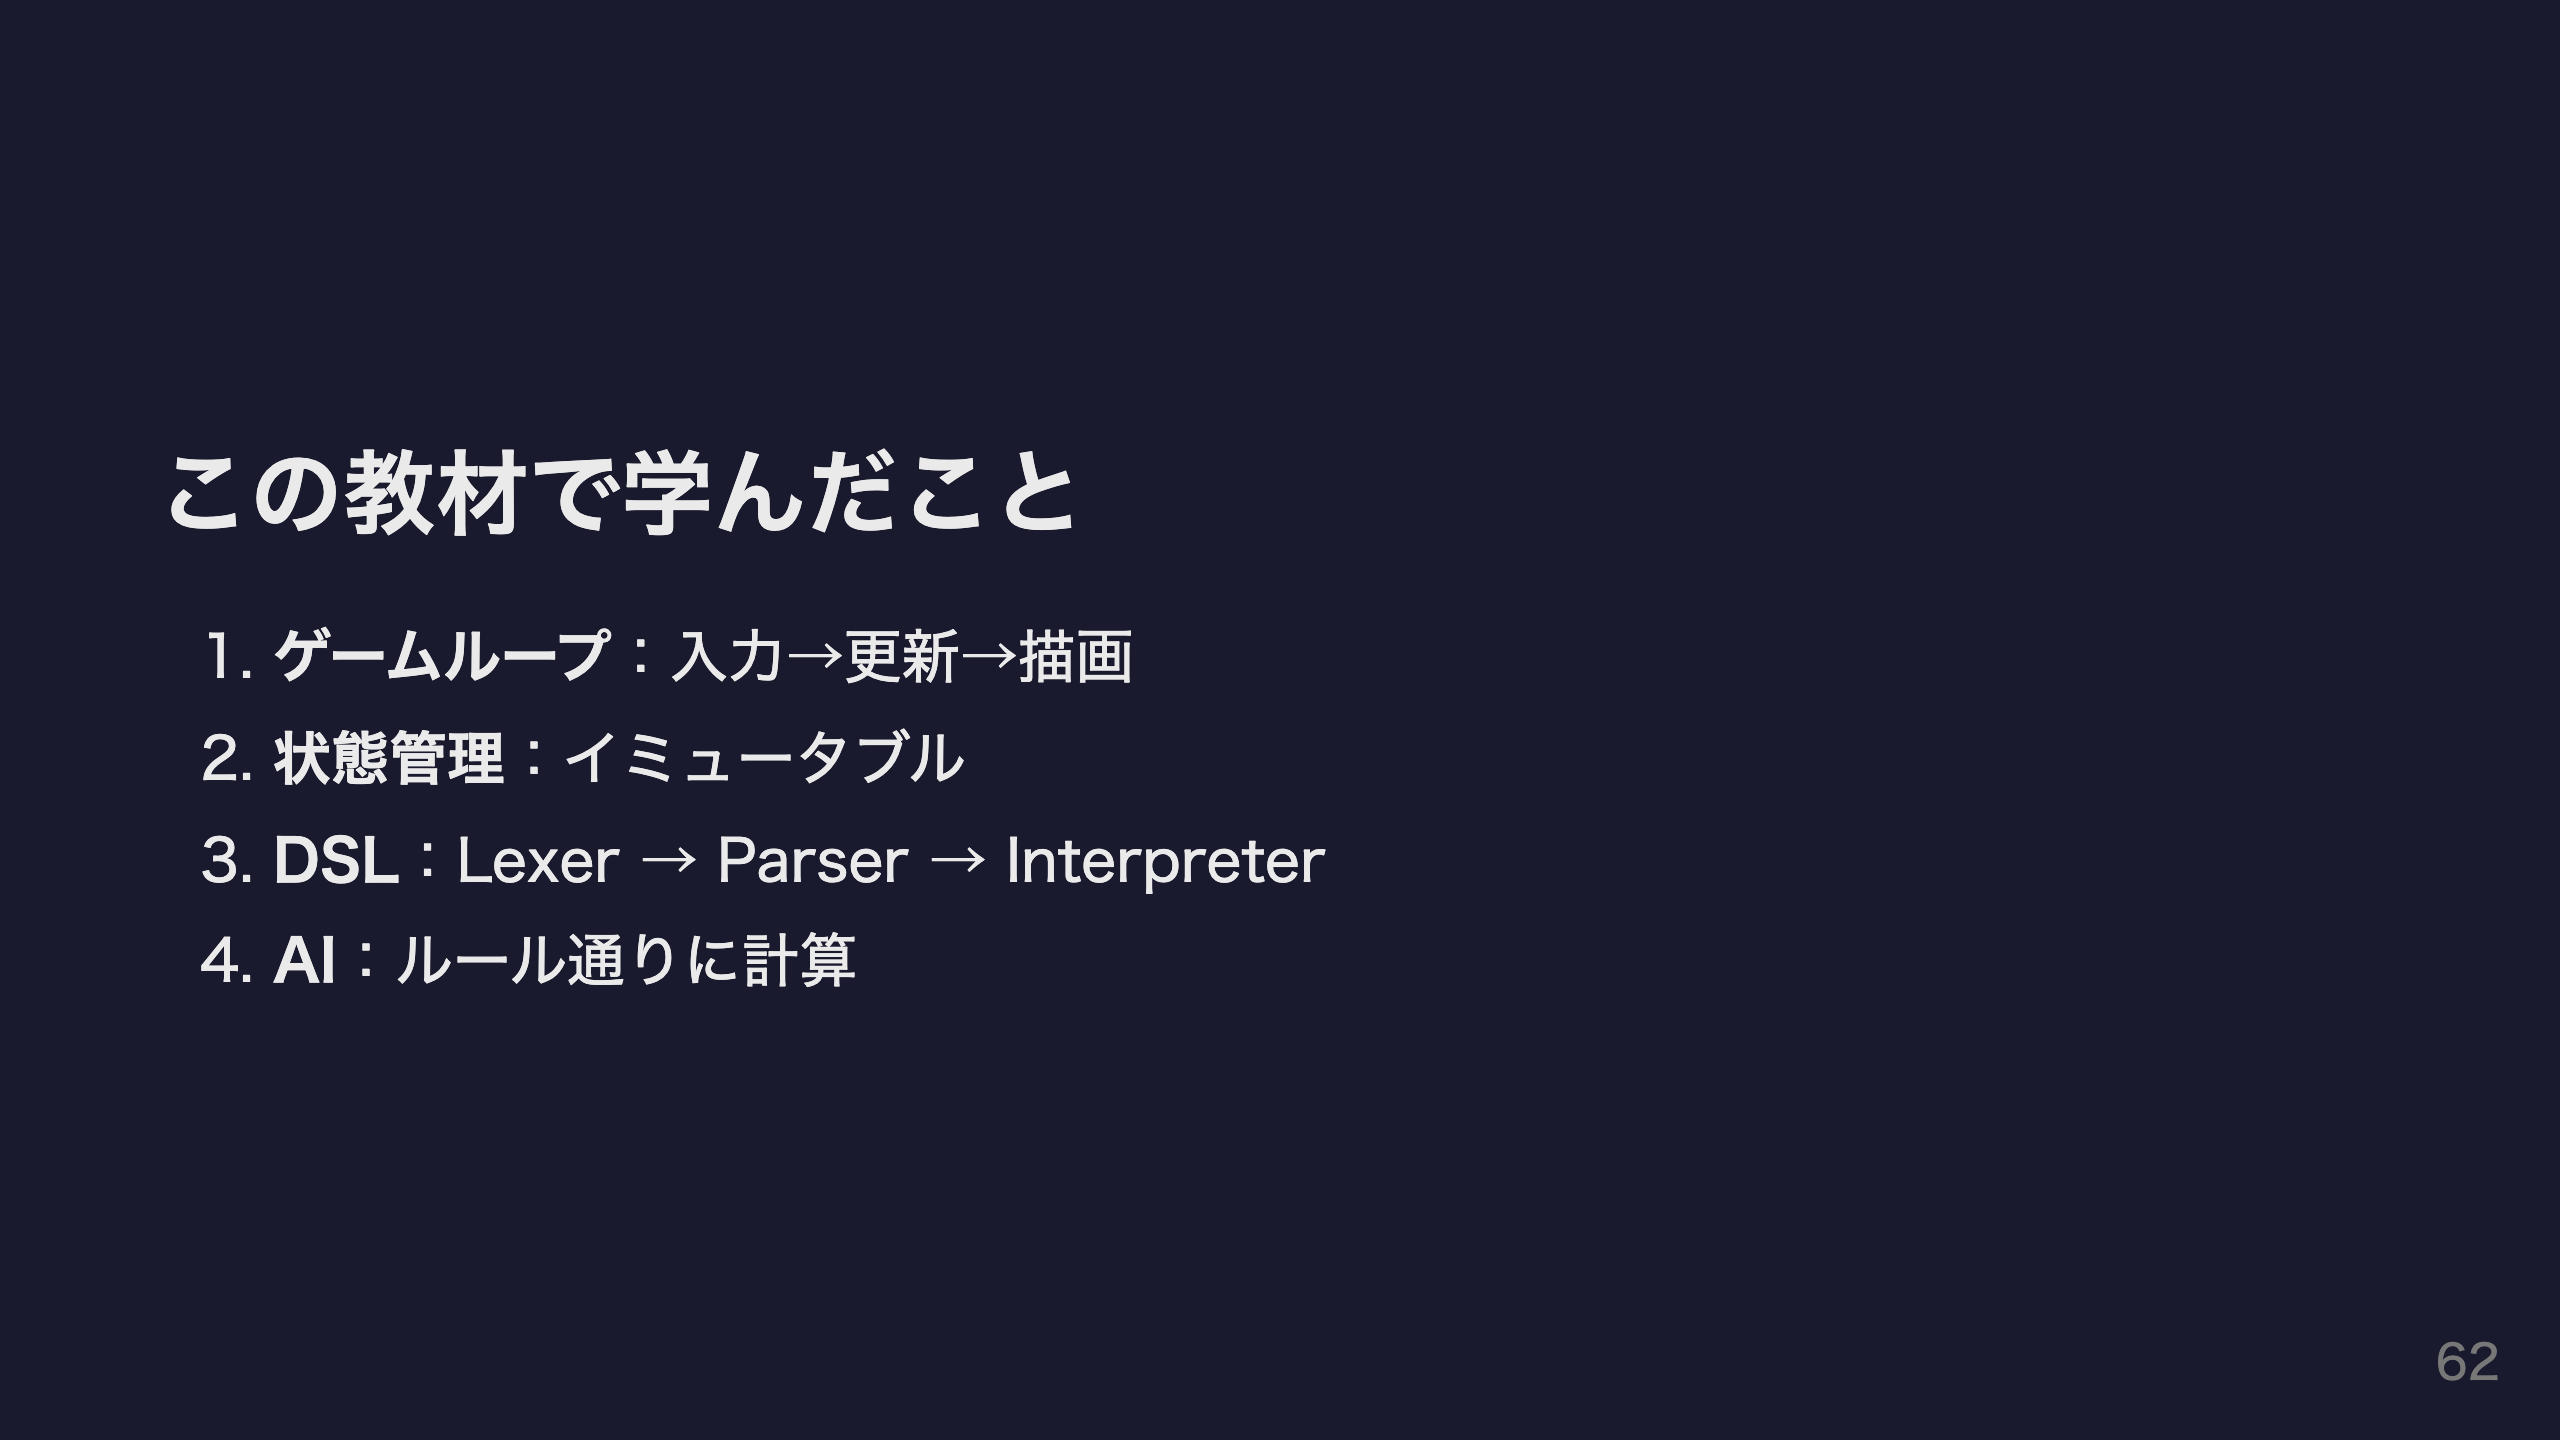 この教材で学んだこと
1. ゲームループ：入力→更新→描画
2. 状態管理：イミュータブル
3. DSL：Lexer → Parser → Interpreter
4. AI：ルール通りに計算
62